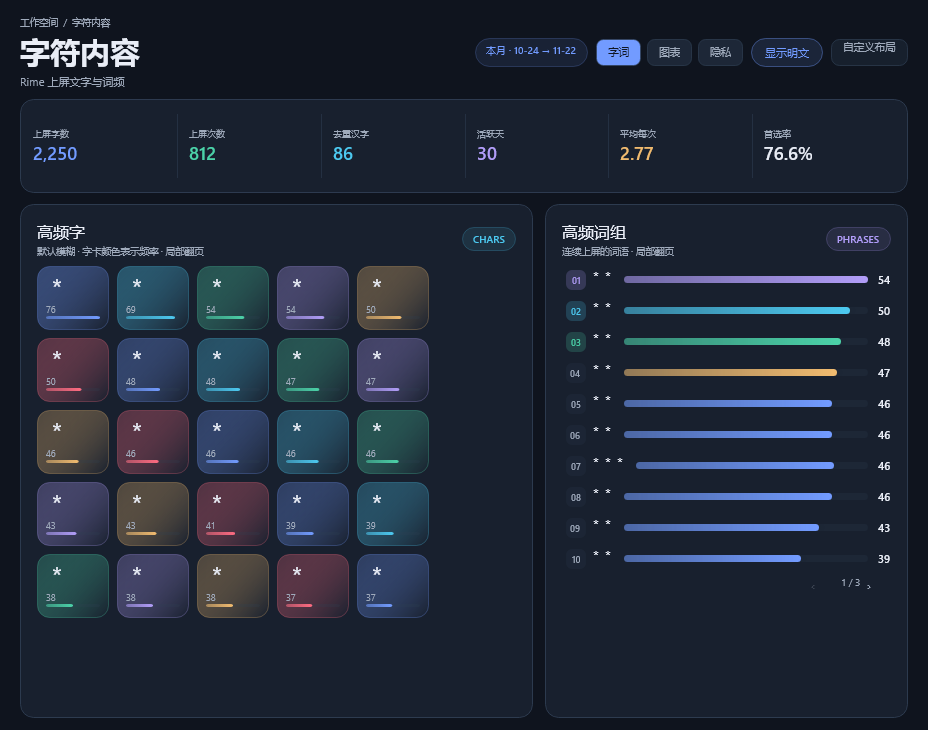 工作空间 / 字符内容
字符内容
Rime 上屏文字与词频
本月 · 10-24 → 11-22
字词
图表
隐私
显示明文
自定义布局
上屏字数
2,250
上屏次数
812
去重汉字
86
活跃天
30
平均每次
2.77
首选率
76.6%
高频字
默认模糊 · 字卡颜色表示频率 · 局部翻页
CHARS
* * * * *
76 69 54 54 50
* * * * *
50 48 48 47 47
* * * * *
46 46 46 46 46
* * * * *
43 43 41 39 39
* * * * *
38 38 38 37 37
高频词组
连续上屏的词语 · 局部翻页
PHRASES
01 * * 54
02 * * 50
03 * * 48
04 * * 47
05 * * 46
06 * * 46
07 * * * 46
08 * * 46
09 * * 43
10 * * 39
‹ 1 / 3 ›